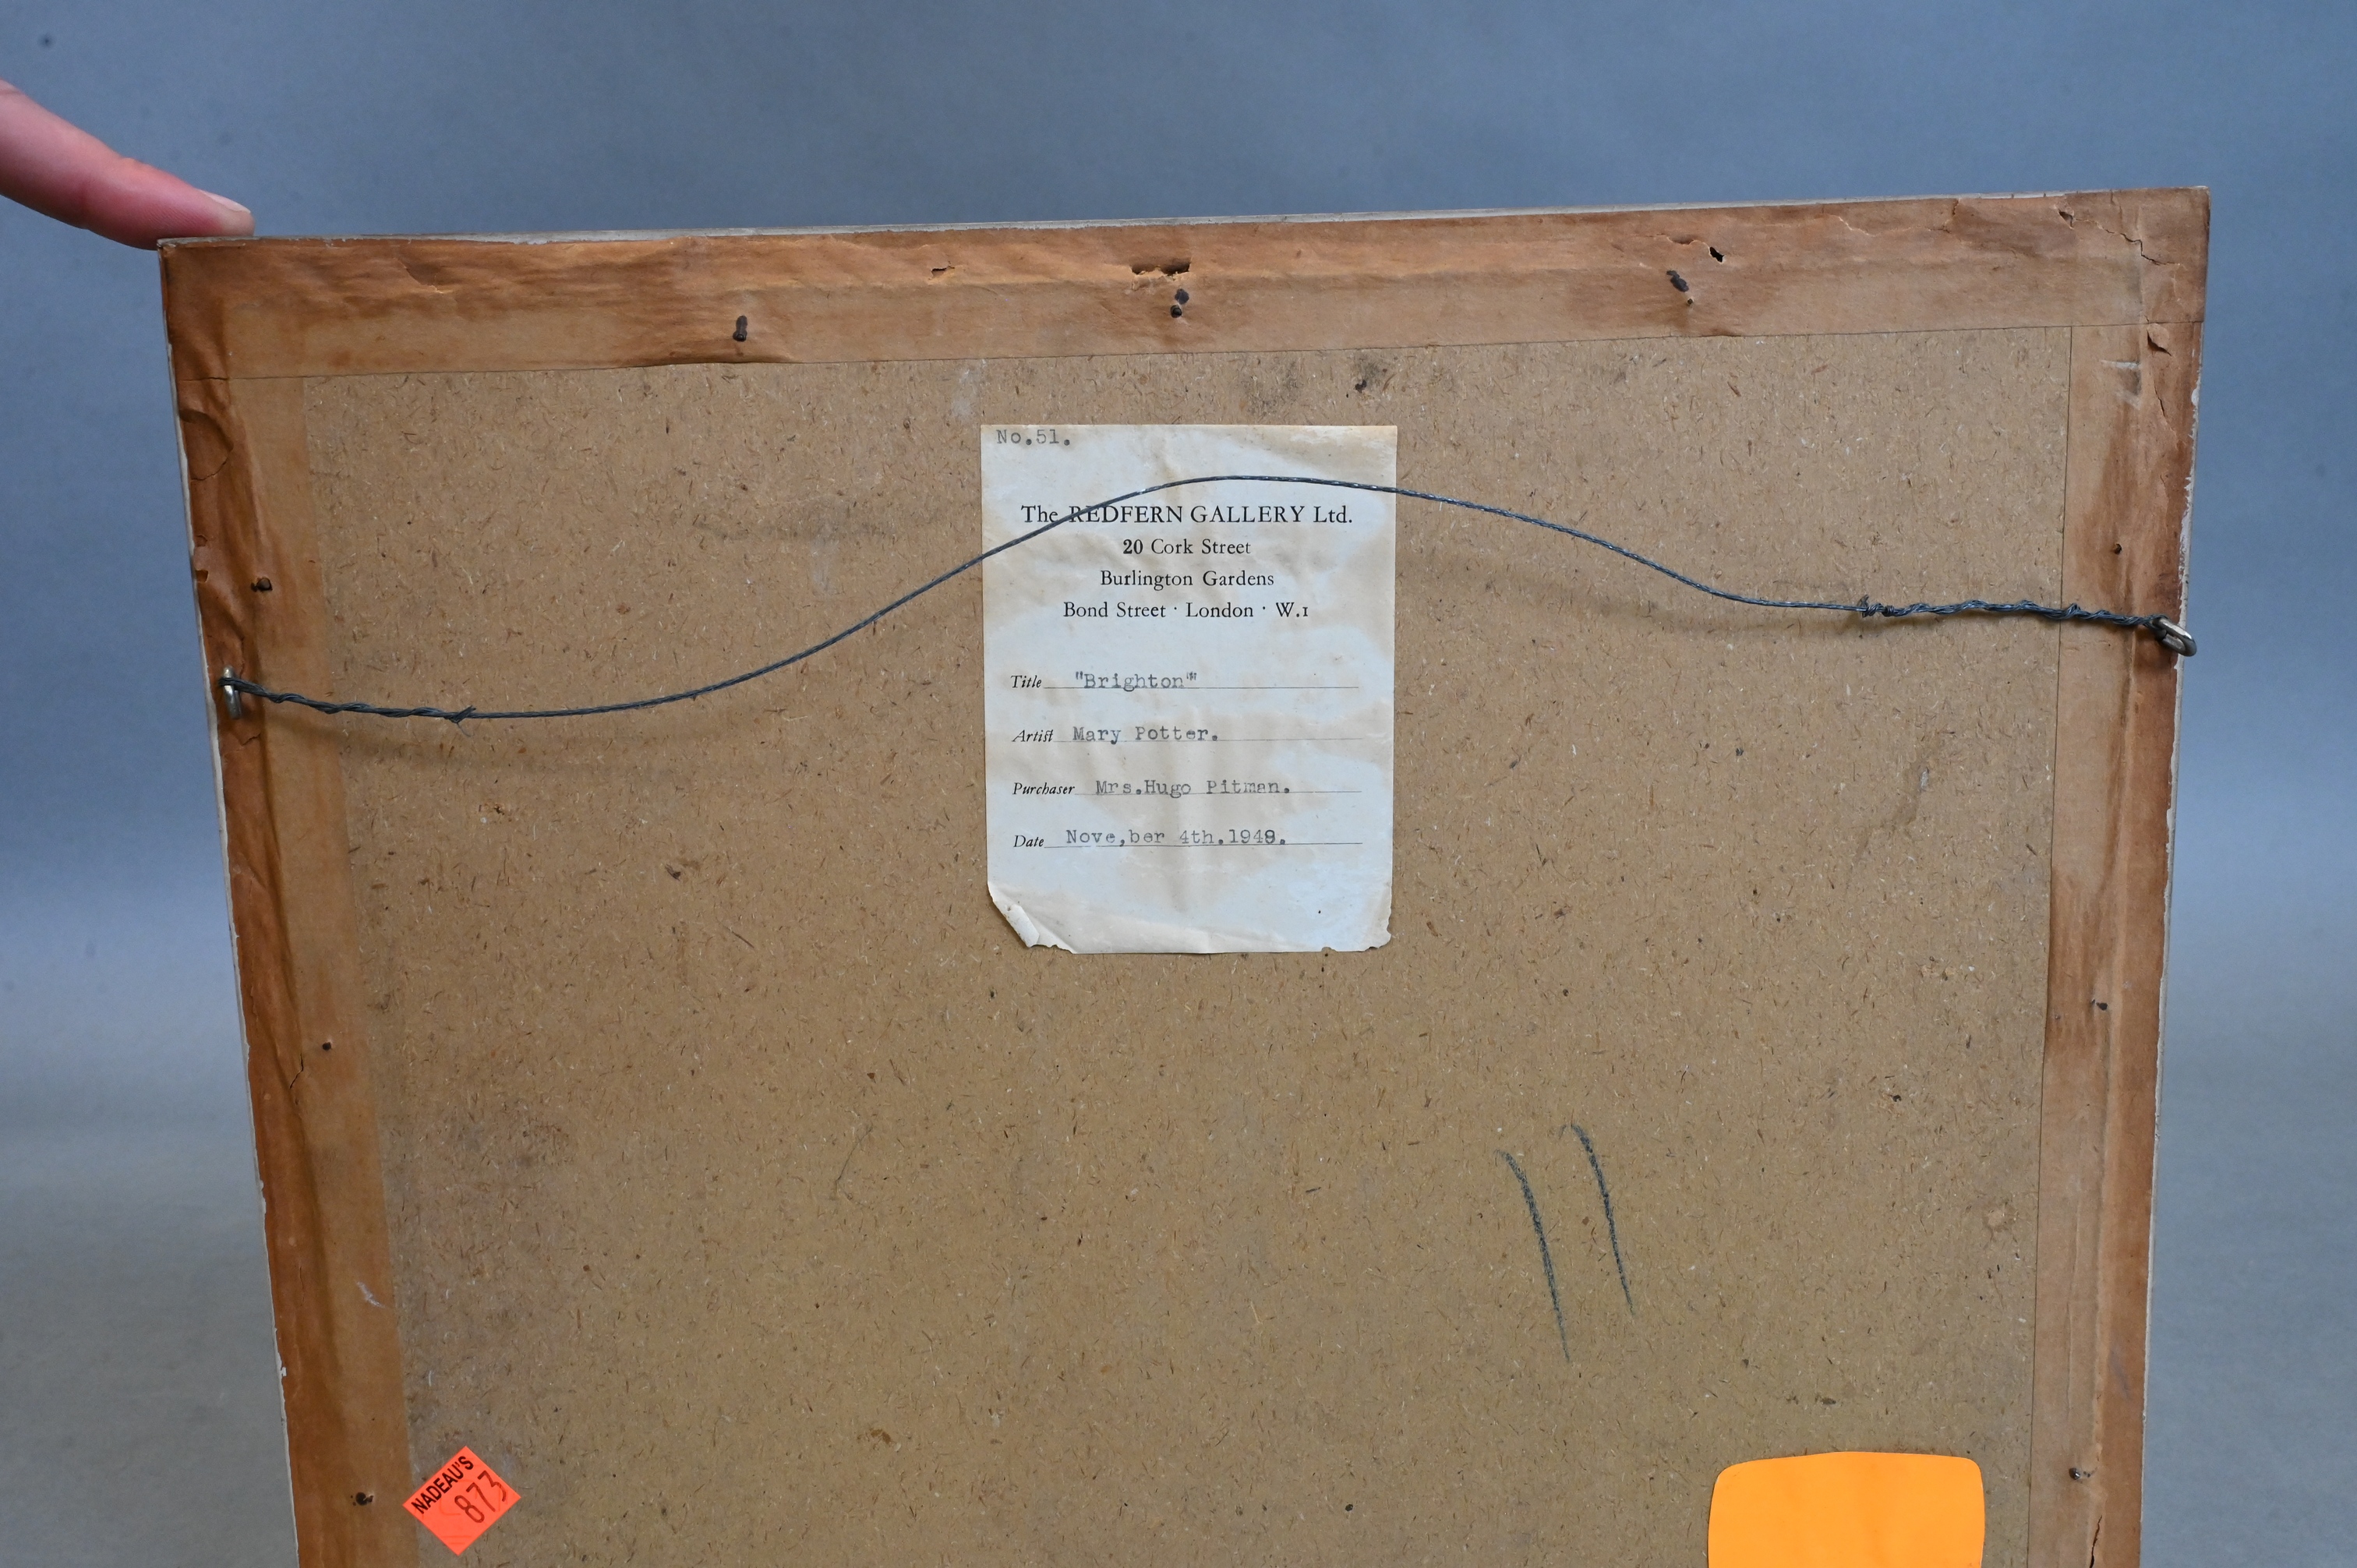 No.51.
The REDFERN GALLERY Ltd.
20 Cork Street
Burlington Gardens
Bond Street · London · W.1
Title "Brighton"
Artist Mary Potter.
Purchaser Mrs.Hugo Pitman.
Date Nove,ber 4th.1949.
11
NADEAU'S
873